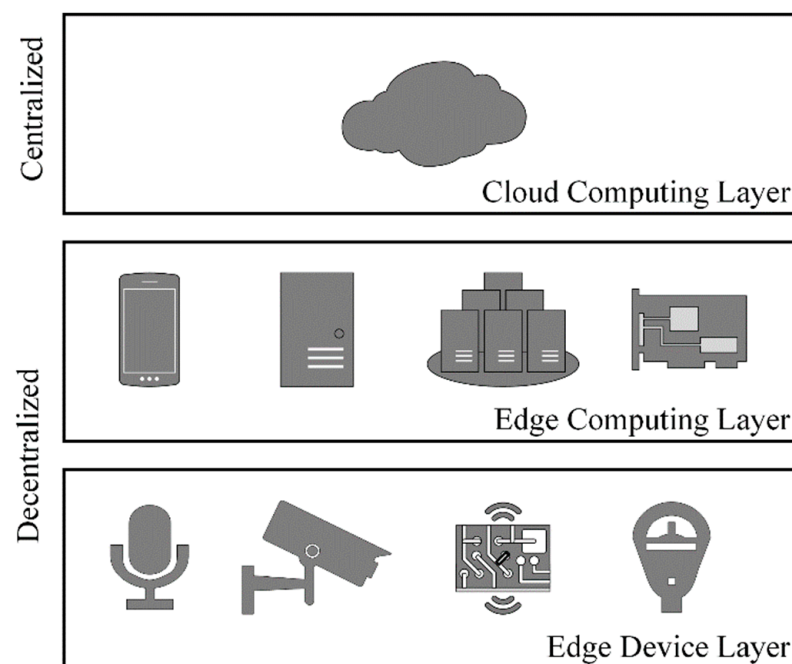 Centralized
Cloud Computing Layer
Decentralized
Edge Computing Layer
Edge Device Layer